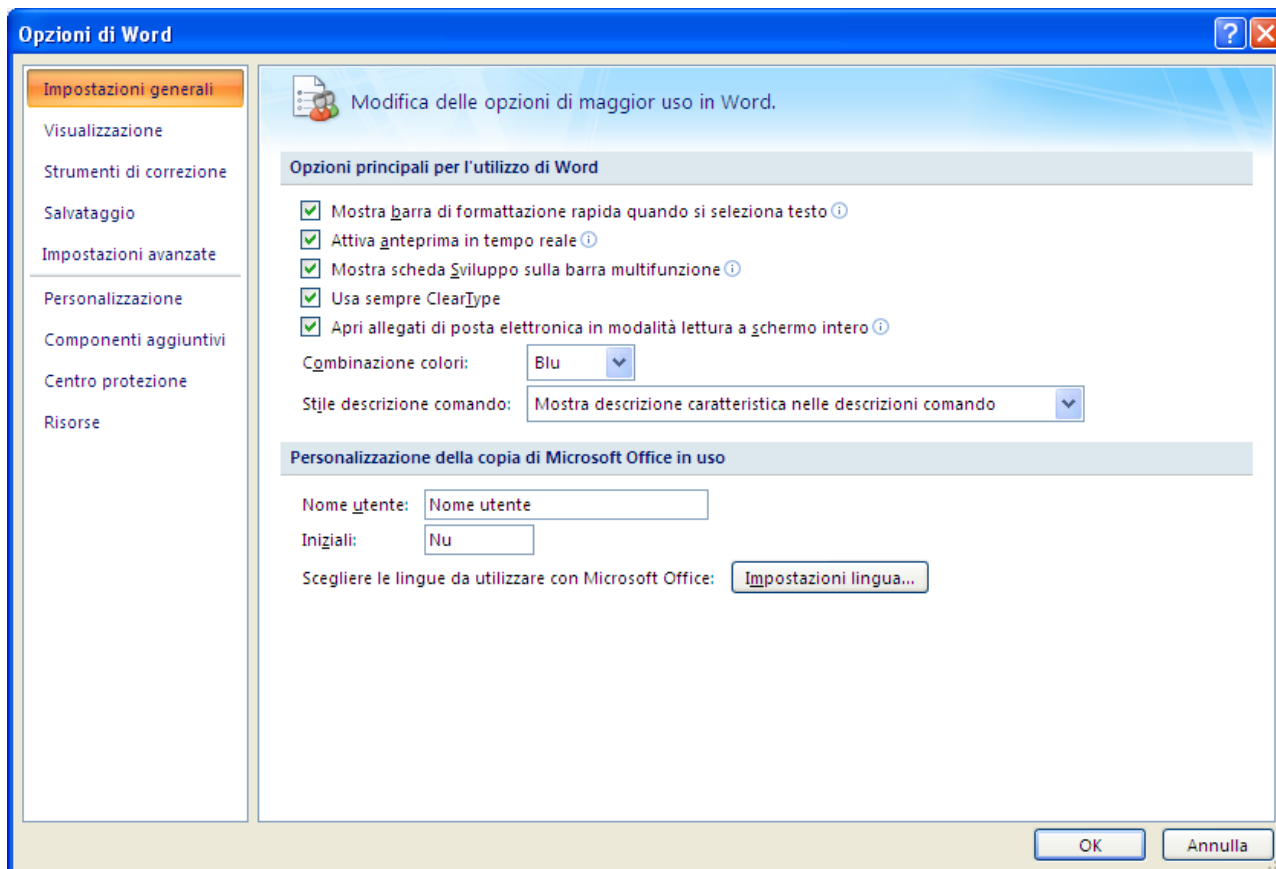 Opzioni di Word
Impostazioni generali
Visualizzazione
Strumenti di correzione
Salvataggio
Impostazioni avanzate
Personalizzazione
Componenti aggiuntivi
Centro protezione
Risorse
Modifica delle opzioni di maggior uso in Word.
Opzioni principali per l'utilizzo di Word
Mostra barra di formattazione rapida quando si seleziona testo
Attiva anteprima in tempo reale
Mostra scheda Sviluppo sulla barra multifunzione
Usa sempre ClearType
Apri allegati di posta elettronica in modalità lettura a schermo intero
Combinazione colori: Blu
Stile descrizione comando: Mostra descrizione caratteristica nelle descrizioni comando
Personalizzazione della copia di Microsoft Office in uso
Nome utente: Nome utente
Iniziali: Nu
Scegliere le lingue da utilizzare con Microsoft Office: Impostazioni lingua...
OK Annulla